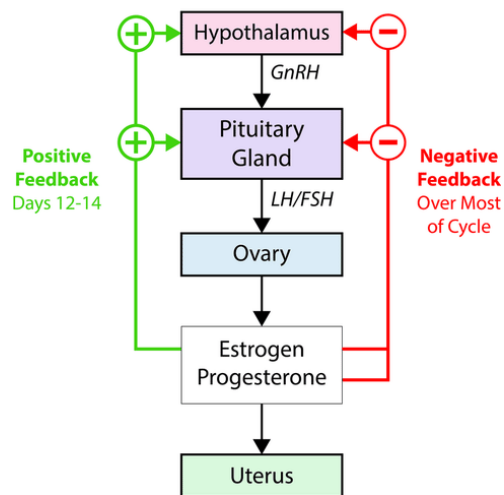 Hypothalamus
GnRH
Pituitary
Gland
Positive
Feedback
Days 12-14
Negative
Feedback
Over Most
of Cycle
LH/FSH
Ovary
Estrogen
Progesterone
Uterus